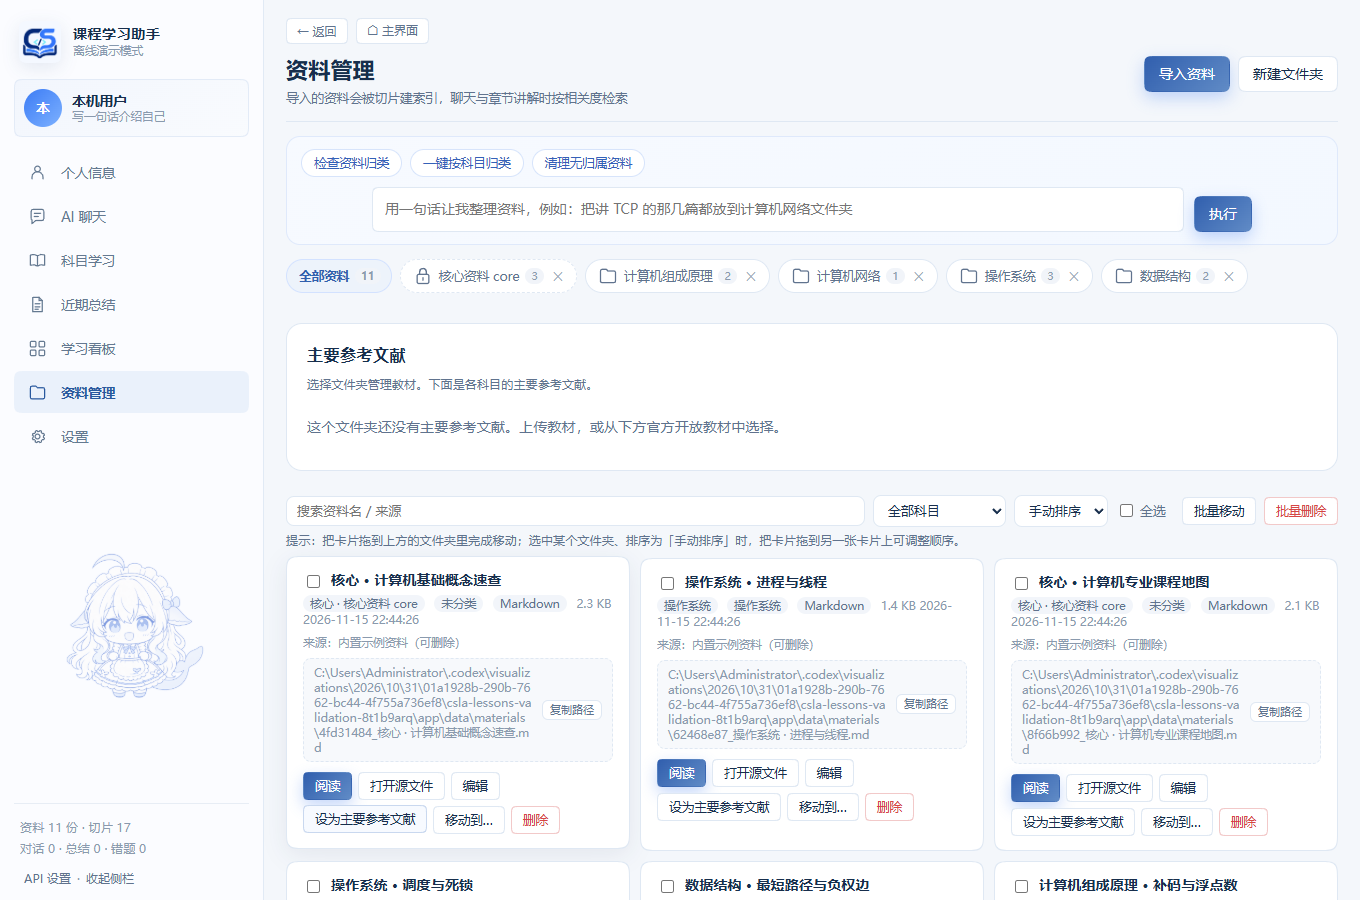 课程学习助手
离线演示模式
本
本机用户
写一句话介绍自己
个人信息
AI 聊天
科目学习
近期总结
学习看板
资料管理
设置
资料 11 份 · 切片 17
对话 0 · 总结 0 · 错题 0
API 设置 · 收起侧栏
← 返回
主界面
资料管理
导入的资料会被切片建索引，聊天与章节讲解时按相关度检索
导入资料
新建文件夹
检查资料归类
一键按科目归类
清理无归属资料
用一句话让我整理资料，例如：把讲 TCP 的那几篇都放到计算机网络文件夹
执行
全部资料 11
核心资料 core 3 ×
计算机组成原理 2 ×
计算机网络 1 ×
操作系统 3 ×
数据结构 2 ×
主要参考文献
选择文件夹管理教材。下面是各科目的主要参考文献。
这个文件夹还没有主要参考文献。上传教材，或从下方官方开放教材中选择。
搜索资料名 / 来源
全部科目
手动排序
全选
批量移动
批量删除
提示：把卡片拖到上方的文件夹里完成移动；选中某个文件夹、排序为「手动排序」时，把卡片拖到另一张卡片上可调整顺序。
核心 • 计算机基础概念速查
核心 · 核心资料 core 未分类 Markdown 2.3 KB
2026-11-15 22:44:26
来源：内置示例资料（可删除）
C:\Users\Administrator\.codex\visualiz
ations\2026\10\31\01a1928b-290b-76
62-bc44-4f755a736ef8\csla-lessons-va
lidation-8t1b9arq\app\data\materials
\4fd31484_核心 · 计算机基础概念速查.m
d
复制路径
阅读
打开源文件
编辑
设为主要参考文献
移动到...
删除
操作系统 • 进程与线程
操作系统 操作系统 Markdown 1.4 KB 2026-
11-15 22:44:26
来源：内置示例资料（可删除）
C:\Users\Administrator\.codex\visualiz
ations\2026\10\31\01a1928b-290b-76
62-bc44-4f755a736ef8\csla-lessons-va
lidation-8t1b9arq\app\data\materials
\62468e87_操作系统 · 进程与线程.md
复制路径
阅读
打开源文件
编辑
设为主要参考文献
移动到...
删除
核心 • 计算机专业课程地图
核心 · 核心资料 core 未分类 Markdown 2.1 KB
2026-11-15 22:44:26
来源：内置示例资料（可删除）
C:\Users\Administrator\.codex\visualiz
ations\2026\10\31\01a1928b-290b-76
62-bc44-4f755a736ef8\csla-lessons-va
lidation-8t1b9arq\app\data\materials
\8f66b992_核心 · 计算机专业课程地图.m
d
复制路径
阅读
打开源文件
编辑
设为主要参考文献
移动到...
删除
操作系统 • 调度与死锁
数据结构 • 最短路径与负权边
计算机组成原理 • 补码与浮点数